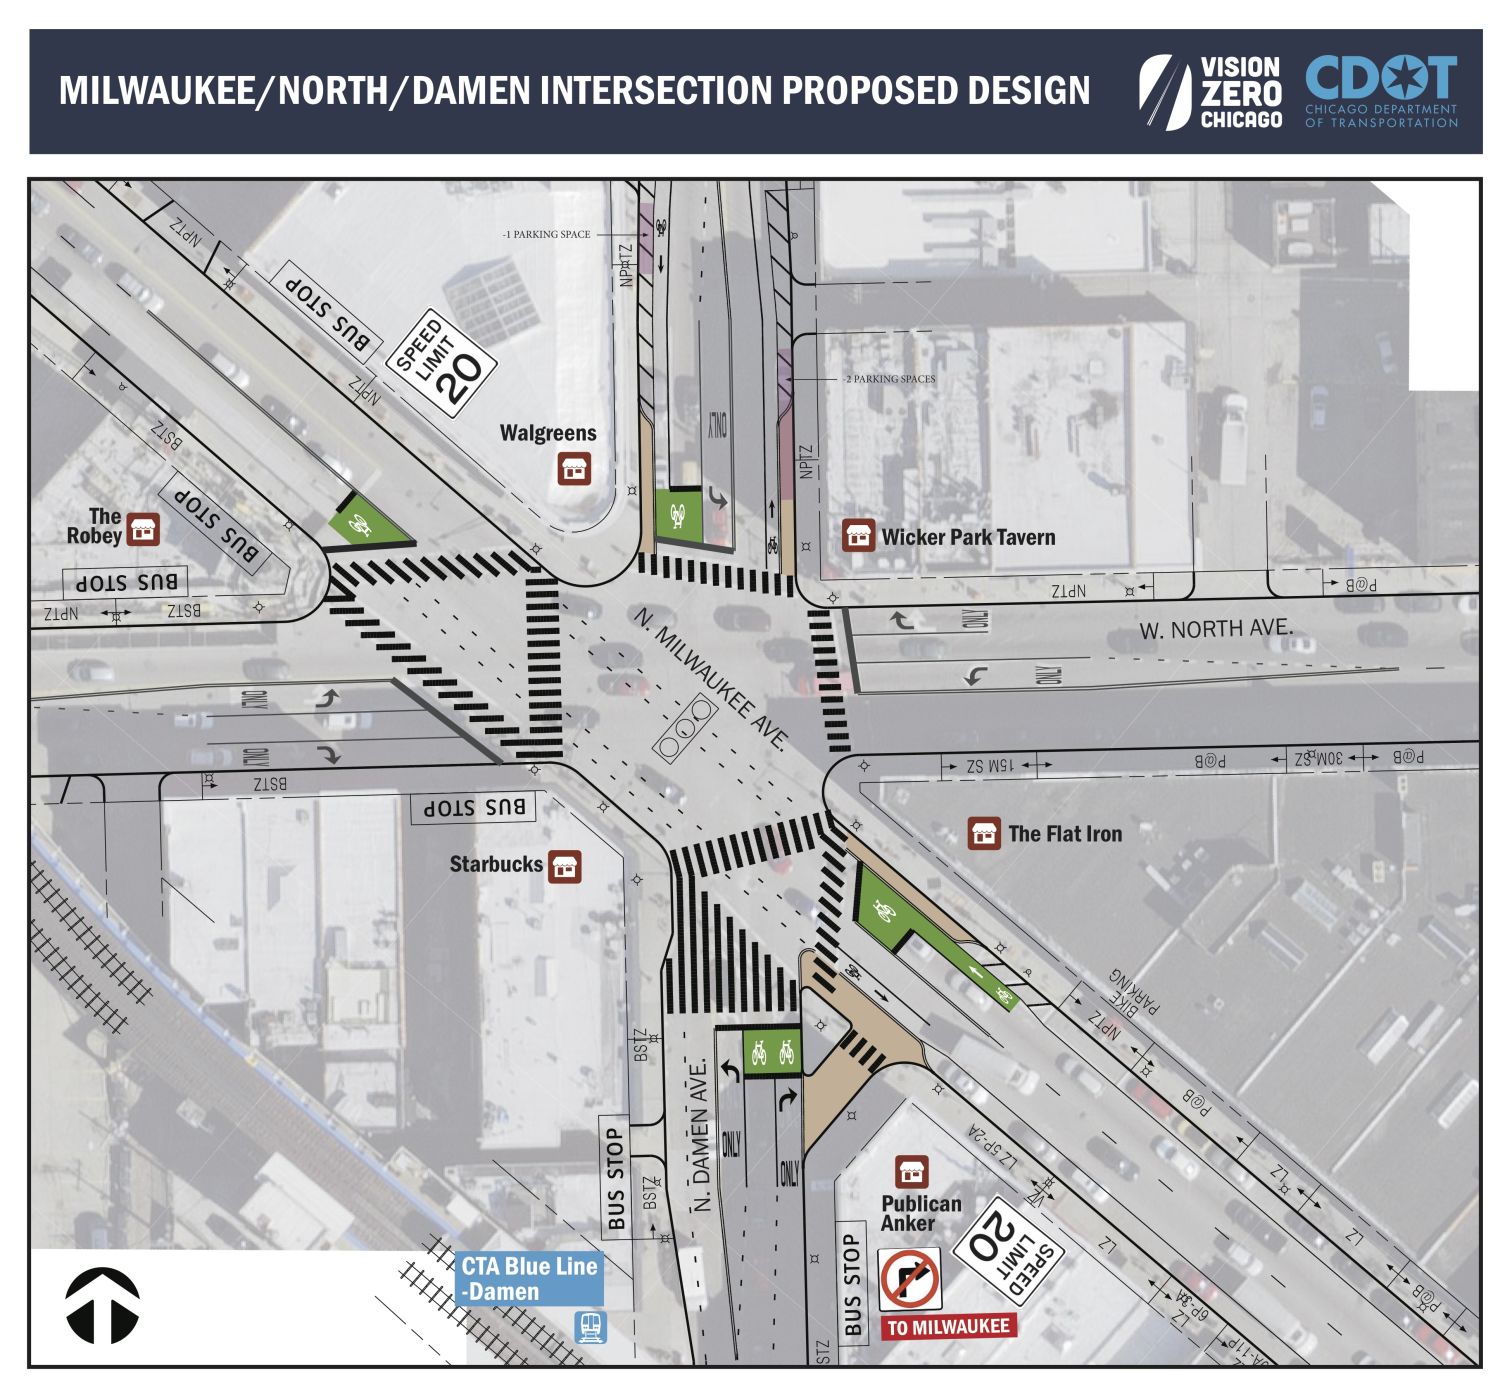 MILWAUKEE/NORTH/DAMEN INTERSECTION PROPOSED DESIGN
VISION
ZERO
CHICAGO
CDOT
CHICAGO DEPARTMENT
OF TRANSPORTATION
NPTZ
-1 PARKING SPACE
NPTZ
BUS STOP
SPEED
LIMIT
20
NPTZ
-2 PARKING SPACES
ONLY
Walgreens
BSTZ
NPTZ
BUS STOP
The
Robey
Wicker Park Tavern
BUS STOP
NPTZ
BSTZ
NPTZ
P@B
N. MILWAUKEE AVE.
ONLY
W. NORTH AVE.
ONLY
ONLY
ONLY
BSTZ
15M SZ
P@B
30M SZ
P@B
BUS STOP
The Flat Iron
Starbucks
BIKE
PARKING
NPTZ
BSTZ
N. DAMEN AVE.
ONLY
ONLY
P@B
LZ 5P-2A
BUS STOP
BSTZ
VIZ
LZ
Publican
Anker
SPEED
LIMIT
20
LZ
LZ
BUS STOP
TO MILWAUKEE
CTA Blue Line
-Damen
LZ
6P-3A
P@B
STZ